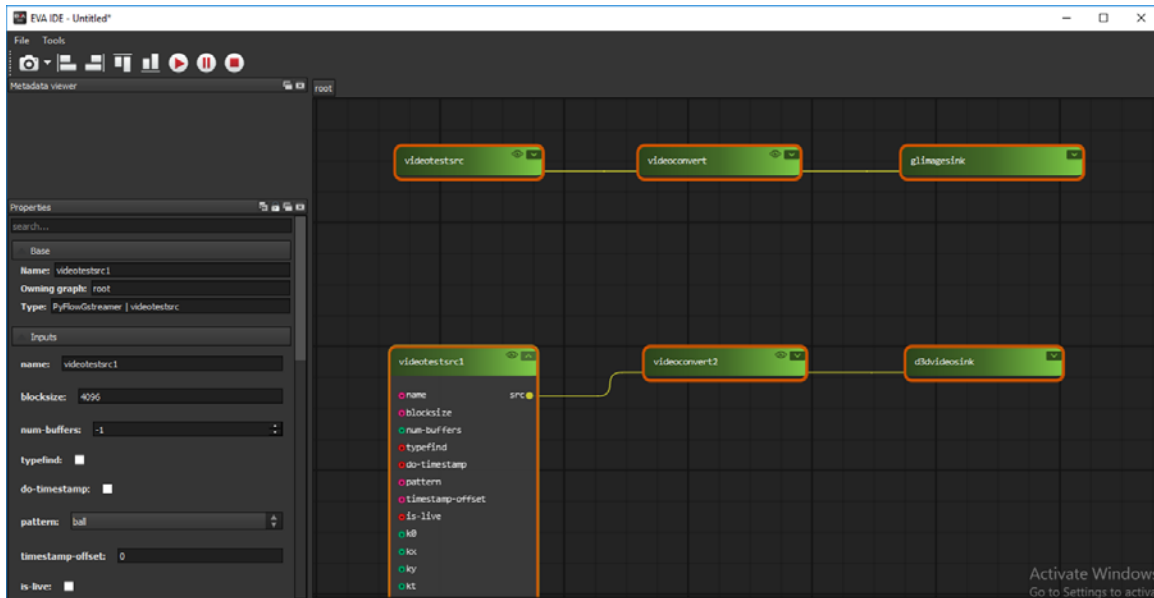 EVA IDE - Untitled*
File Tools
Metadata viewer
root
Properties
search...
Base
Name: videotestsrc1
Owning graph: root
Type: PyFlowGstreamer | videotestsrc
Inputs
name: videotestsrc1
blocksize: 4096
num-buffers: -1
typefind:
do-timestamp:
pattern: ball
timestamp-offset: 0
is-live:
videotestsrc
videoconvert
glimagesink
videotestsrc1
videoconvert2
d3dvideosink
name src
blocksize
num-buffers
typefind
do-timestamp
pattern
timestamp-offset
is-live
k0
kx
ky
kt
Activate Windows
Go to Settings to activa